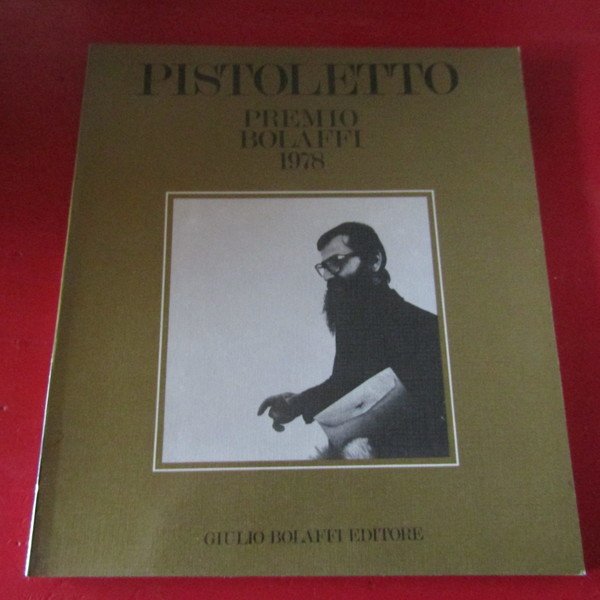 PISTOLETTO
PREMIO
BOLAFFI
1978
GIULIO BOLAFFI EDITORE